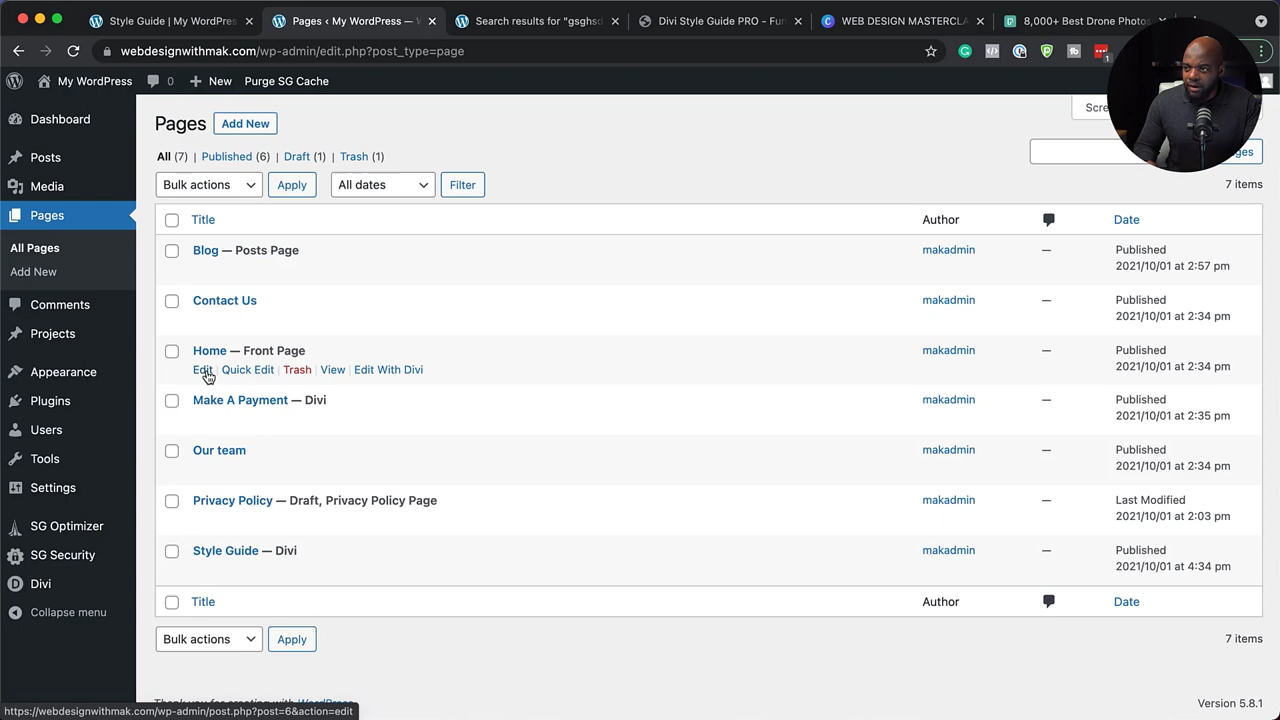 Style Guide | My WordPres
Pages ‹ My WordPress —
Search results for "gsghsd
Divi Style Guide PRO - Fun
WEB DESIGN MASTERCLA
8,000+ Best Drone Photos
webdesignwithmak.com/wp-admin/edit.php?post_type=page
My WordPress 0 New Purge SG Cache
Dashboard
Posts
Media
Pages
All Pages
Add New
Comments
Projects
Appearance
Plugins
Users
Tools
Settings
SG Optimizer
SG Security
Divi
Collapse menu
Pages Add New
All (7) | Published (6) | Draft (1) | Trash (1)
Bulk actions Apply All dates Filter
7 items
Title Author Date
Blog — Posts Page makadmin — Published
2021/10/01 at 2:57 pm
Contact Us makadmin — Published
2021/10/01 at 2:34 pm
Home — Front Page makadmin — Published
Edit | Quick Edit | Trash | View | Edit With Divi 2021/10/01 at 2:34 pm
Make A Payment — Divi makadmin — Published
2021/10/01 at 2:35 pm
Our team makadmin — Published
2021/10/01 at 2:34 pm
Privacy Policy — Draft, Privacy Policy Page makadmin — Last Modified
2021/10/01 at 2:03 pm
Style Guide — Divi makadmin — Published
2021/10/01 at 4:34 pm
Title Author Date
Bulk actions Apply 7 items
Thank you for creating with WordPress
Version 5.8.1
https://webdesignwithmak.com/wp-admin/post.php?post=6&action=edit